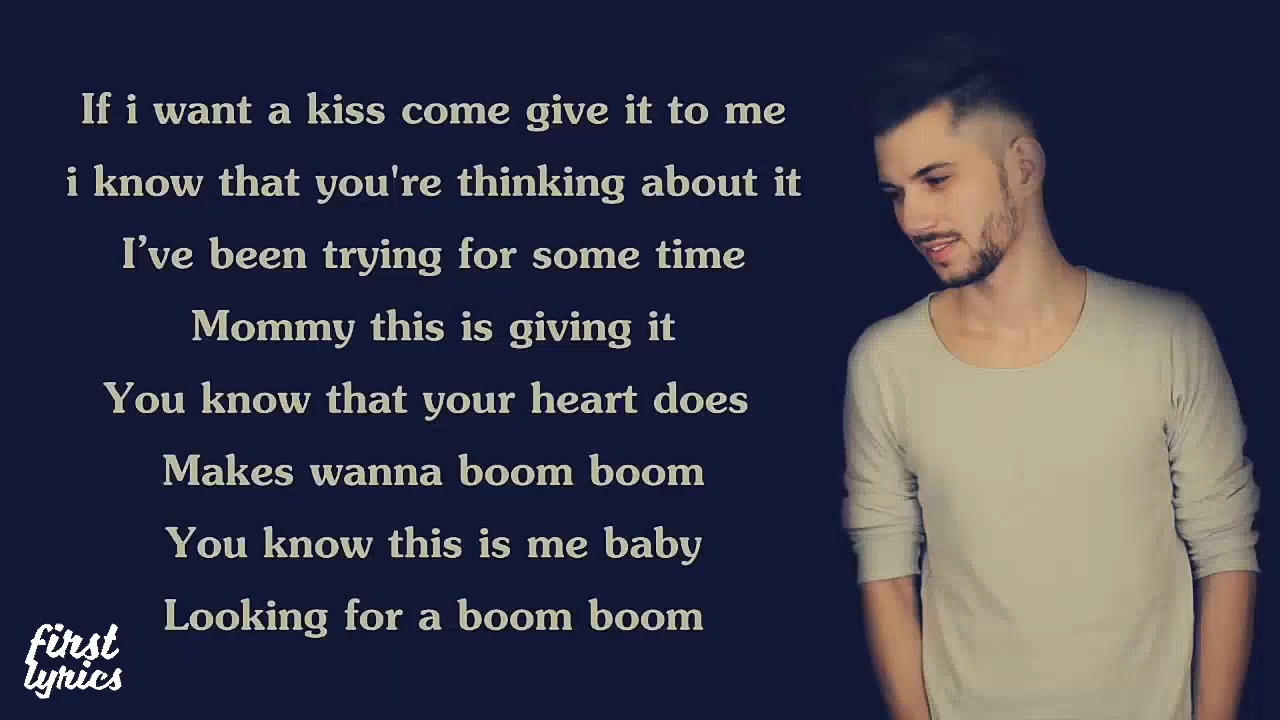 If i want a kiss come give it to me
i know that you're thinking about it
I’ve been trying for some time
Mommy this is giving it
You know that your heart does
Makes wanna boom boom
You know this is me baby
Looking for a boom boom
first
lyrics